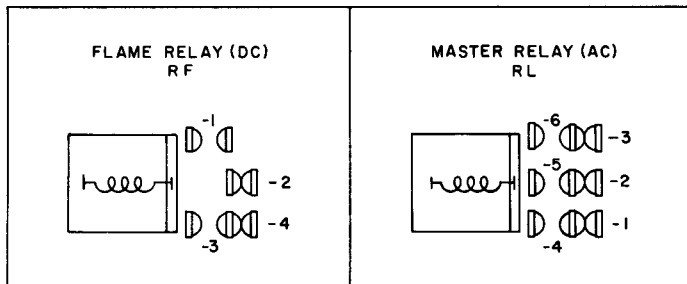 FLAME RELAY (DC)
RF
-1
-2
-4
-3
MASTER RELAY (AC)
RL
-6
-3
-5
-2
-1
-4